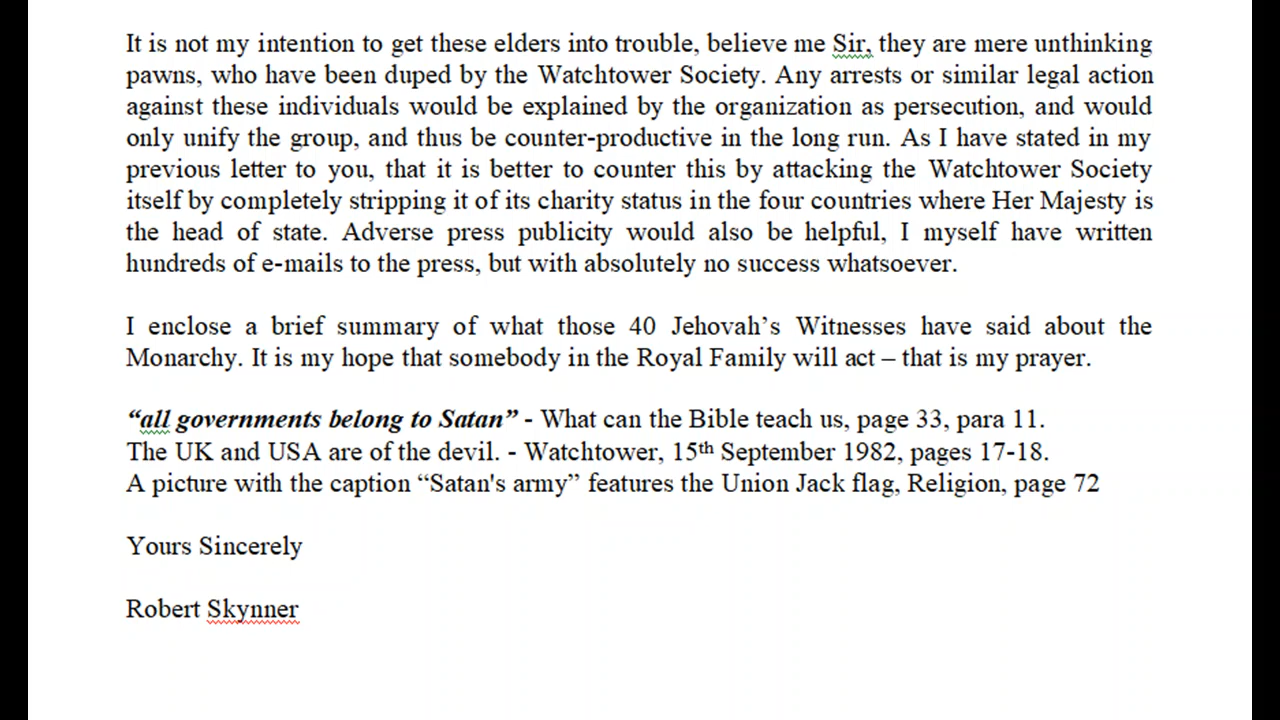 It is not my intention to get these elders into trouble, believe me Sir, they are mere unthinking
pawns, who have been duped by the Watchtower Society. Any arrests or similar legal action
against these individuals would be explained by the organization as persecution, and would
only unify the group, and thus be counter-productive in the long run. As I have stated in my
previous letter to you, that it is better to counter this by attacking the Watchtower Society
itself by completely stripping it of its charity status in the four countries where Her Majesty is
the head of state. Adverse press publicity would also be helpful, I myself have written
hundreds of e-mails to the press, but with absolutely no success whatsoever.
I enclose a brief summary of what those 40 Jehovah’s Witnesses have said about the
Monarchy. It is my hope that somebody in the Royal Family will act – that is my prayer.
“all governments belong to Satan” - What can the Bible teach us, page 33, para 11.
The UK and USA are of the devil. - Watchtower, 15th September 1982, pages 17-18.
A picture with the caption “Satan's army” features the Union Jack flag, Religion, page 72
Yours Sincerely
Robert Skynner